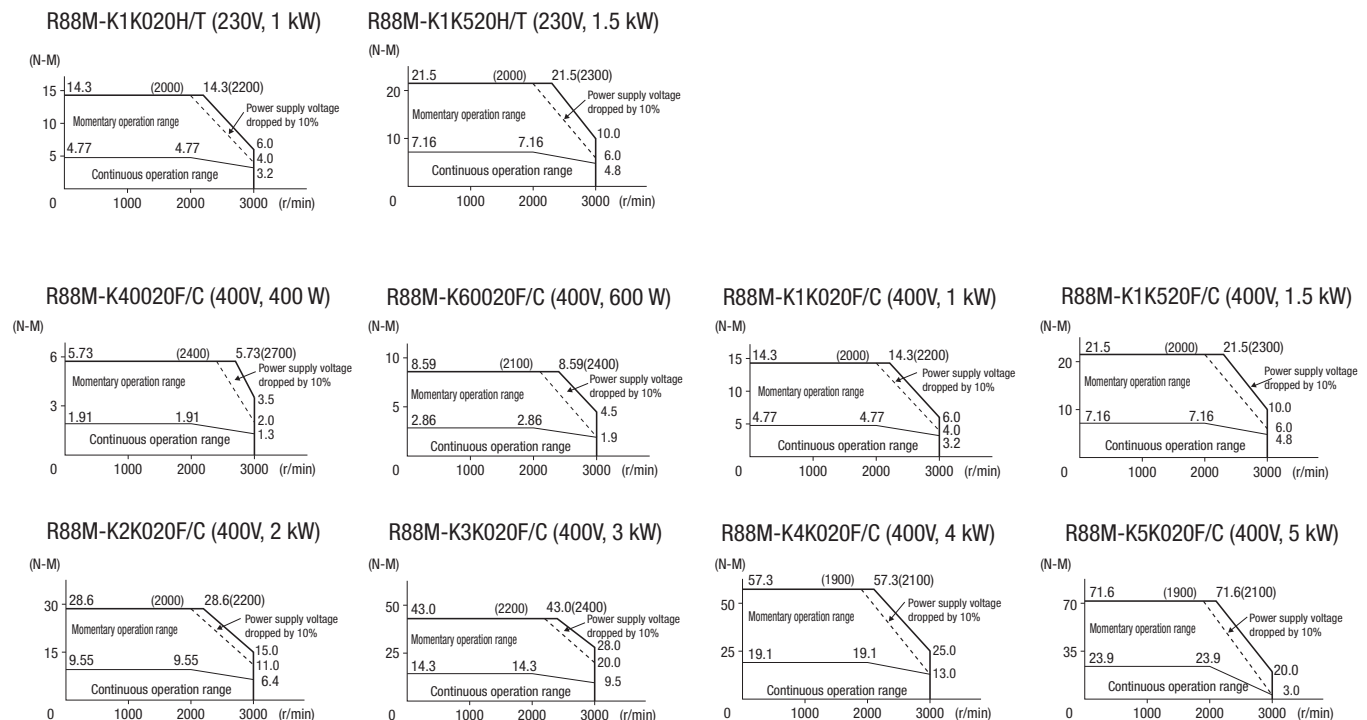 R88M-K1K020H/T (230V, 1 kW)
(N-M)
15
10
5
0
14.3
(2000)
14.3(2200)
Power supply voltage
dropped by 10%
Momentary operation range
4.77
4.77
6.0
4.0
3.2
Continuous operation range
1000
2000
3000
(r/min)
R88M-K1K520H/T (230V, 1.5 kW)
20
10
0
21.5
(2000)
21.5(2300)
Power supply voltage
dropped by 10%
Momentary operation range
7.16
7.16
10.0
6.0
4.8
Continuous operation range
1000
2000
3000
(r/min)
R88M-K40020F/C (400V, 400 W)
(N-M)
6
3
0
5.73
(2400)
5.73(2700)
Power supply voltage
dropped by 10%
Momentary operation range
3.5
1.91
1.91
2.0
1.3
Continuous operation range
1000
2000
3000
(r/min)
R88M-K60020F/C (400V, 600 W)
(N-M)
10
5
0
8.59
(2100)
8.59(2400)
Power supply voltage
dropped by 10%
Momentary operation range
4.5
2.86
2.86
1.9
Continuous operation range
1000
2000
3000
(r/min)
R88M-K1K020F/C (400V, 1 kW)
(N-M)
15
10
5
0
14.3
(2000)
14.3(2200)
Power supply voltage
dropped by 10%
Momentary operation range
4.77
4.77
6.0
4.0
3.2
Continuous operation range
1000
2000
3000
(r/min)
R88M-K1K520F/C (400V, 1.5 kW)
(N-M)
20
10
0
21.5
(2000)
21.5(2300)
Power supply voltage
dropped by 10%
Momentary operation range
7.16
7.16
10.0
6.0
4.8
Continuous operation range
1000
2000
3000
(r/min)
R88M-K2K020F/C (400V, 2 kW)
(N-M)
30
15
0
28.6
(2000)
28.6(2200)
Power supply voltage
dropped by 10%
Momentary operation range
9.55
9.55
15.0
11.0
6.4
Continuous operation range
1000
2000
3000
(r/min)
R88M-K3K020F/C (400V, 3 kW)
(N-M)
50
25
0
43.0
(2200)
43.0(2400)
Power supply voltage
dropped by 10%
Momentary operation range
28.0
14.3
14.3
20.0
9.5
Continuous operation range
1000
2000
3000
(r/min)
R88M-K4K020F/C (400V, 4 kW)
(N-M)
50
25
0
57.3
(1900)
57.3(2100)
Power supply voltage
dropped by 10%
Momentary operation range
19.1
19.1
25.0
13.0
Continuous operation range
1000
2000
3000
(r/min)
R88M-K5K020F/C (400V, 5 kW)
(N-M)
70
35
0
71.6
(1900)
71.6(2100)
Power supply voltage
dropped by 10%
Momentary operation range
23.9
23.9
20.0
3.0
Continuous operation range
1000
2000
3000
(r/min)